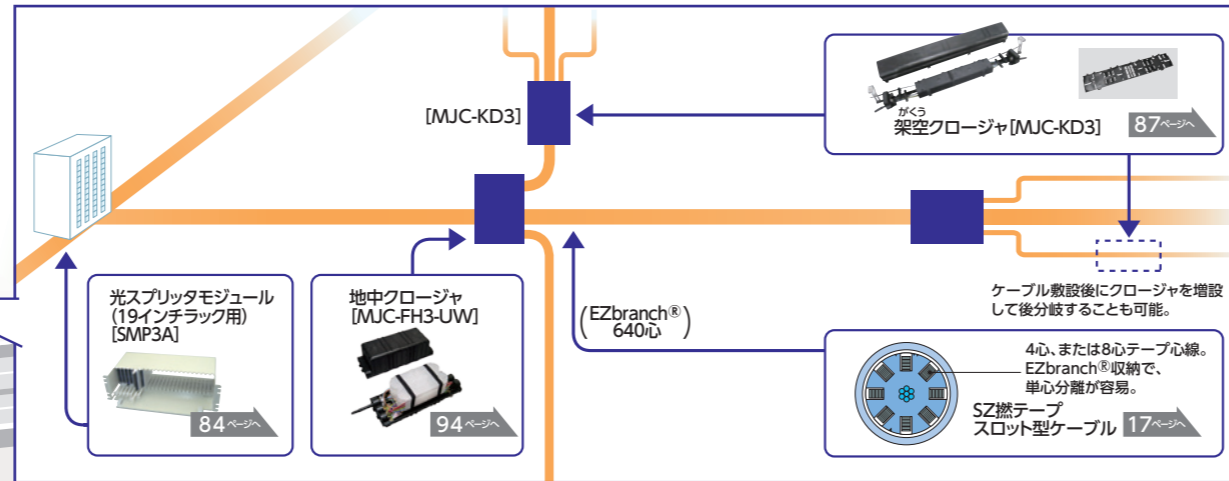 [MJC-KD3]
がくう
架空クロージャ[MJC-KD3]
87ページへ
光スプリッタモジュール
(19インチラック用)
[SMP3A]
84ページへ
地中クロージャ
[MJC-FH3-UW]
94ページへ
(EZbranch®
640心)
ケーブル敷設後にクロージャを増設
して後分岐することも可能。
4心、または8心テープ心線。
EZbranch®収納で、
単心分離が容易。
SZ撚テープ
スロット型ケーブル
17ページへ